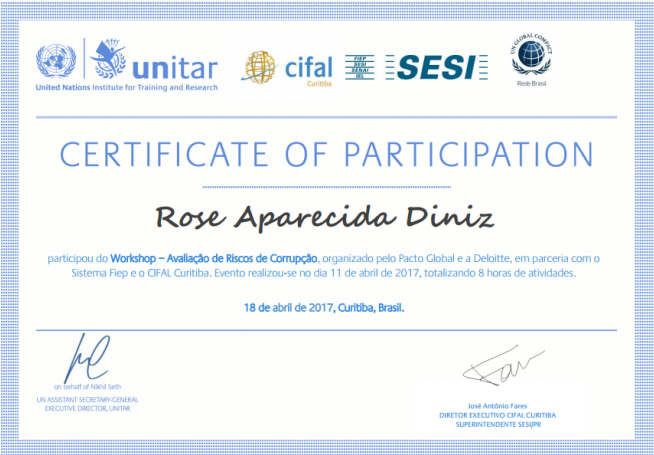 unitar
United Nations Institute for Training and Research
cifal
Curitiba
FIEP
SESI
SENAI
IEL
SESI
UN GLOBAL COMPACT
Rede Brasil
CERTIFICATE OF PARTICIPATION
Rose Aparecida Diniz
participou do Workshop – Avaliação de Riscos de Corrupção, organizado pelo Pacto Global e a Deloitte, em parceria com o
Sistema Fiep e o CIFAL Curitiba. Evento realizou-se no dia 11 de abril de 2017, totalizando 8 horas de atividades.
18 de abril de 2017, Curitiba, Brasil.
on behalf of Nikhil Seth
UN ASSISTANT SECRETARY-GENERAL
EXECUTIVE DIRECTOR, UNITAR
José Antônio Fares
DIRETOR EXECUTIVO CIFAL CURITIBA
SUPERINTENDENTE SESI/PR